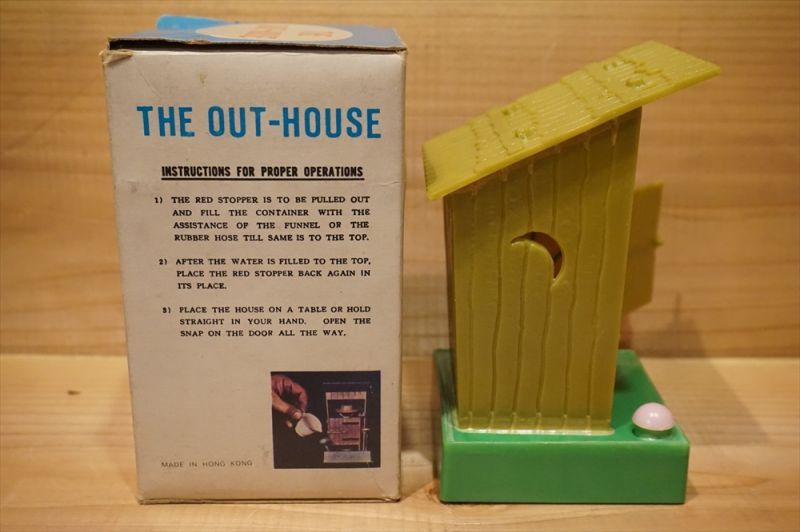 THE OUT-HOUSE
INSTRUCTIONS FOR PROPER OPERATIONS
1) THE RED STOPPER IS TO BE PULLED OUT
AND FILL THE CONTAINER WITH THE
ASSISTANCE OF THE FUNNEL OR THE
RUBBER HOSE TILL SAME IS TO THE TOP.
2) AFTER THE WATER IS FILLED TO THE TOP,
PLACE THE RED STOPPER BACK AGAIN IN
ITS PLACE.
3) PLACE THE HOUSE ON A TABLE OR HOLD
STRAIGHT IN YOUR HAND. OPEN THE
SNAP ON THE DOOR ALL THE WAY.
MADE IN HONG KONG